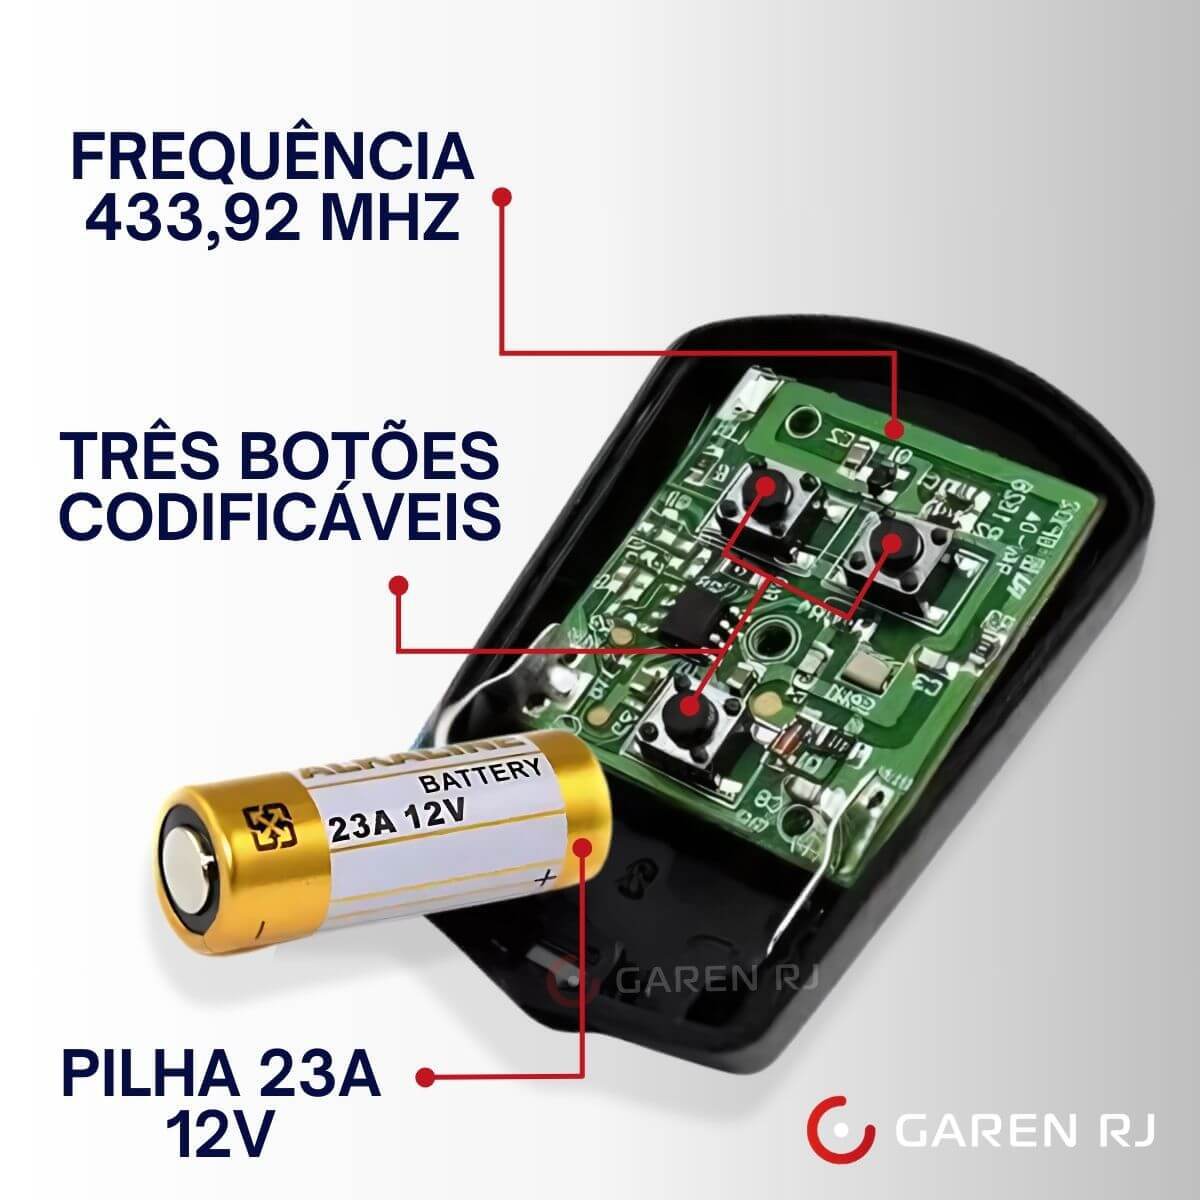 FREQUÊNCIA
433,92 MHZ
TRÊS BOTÕES
CODIFICÁVEIS
ALKALINE
BATTERY
23A 12V
+
GAREN RJ
PILHA 23A
12V
GAREN RJ